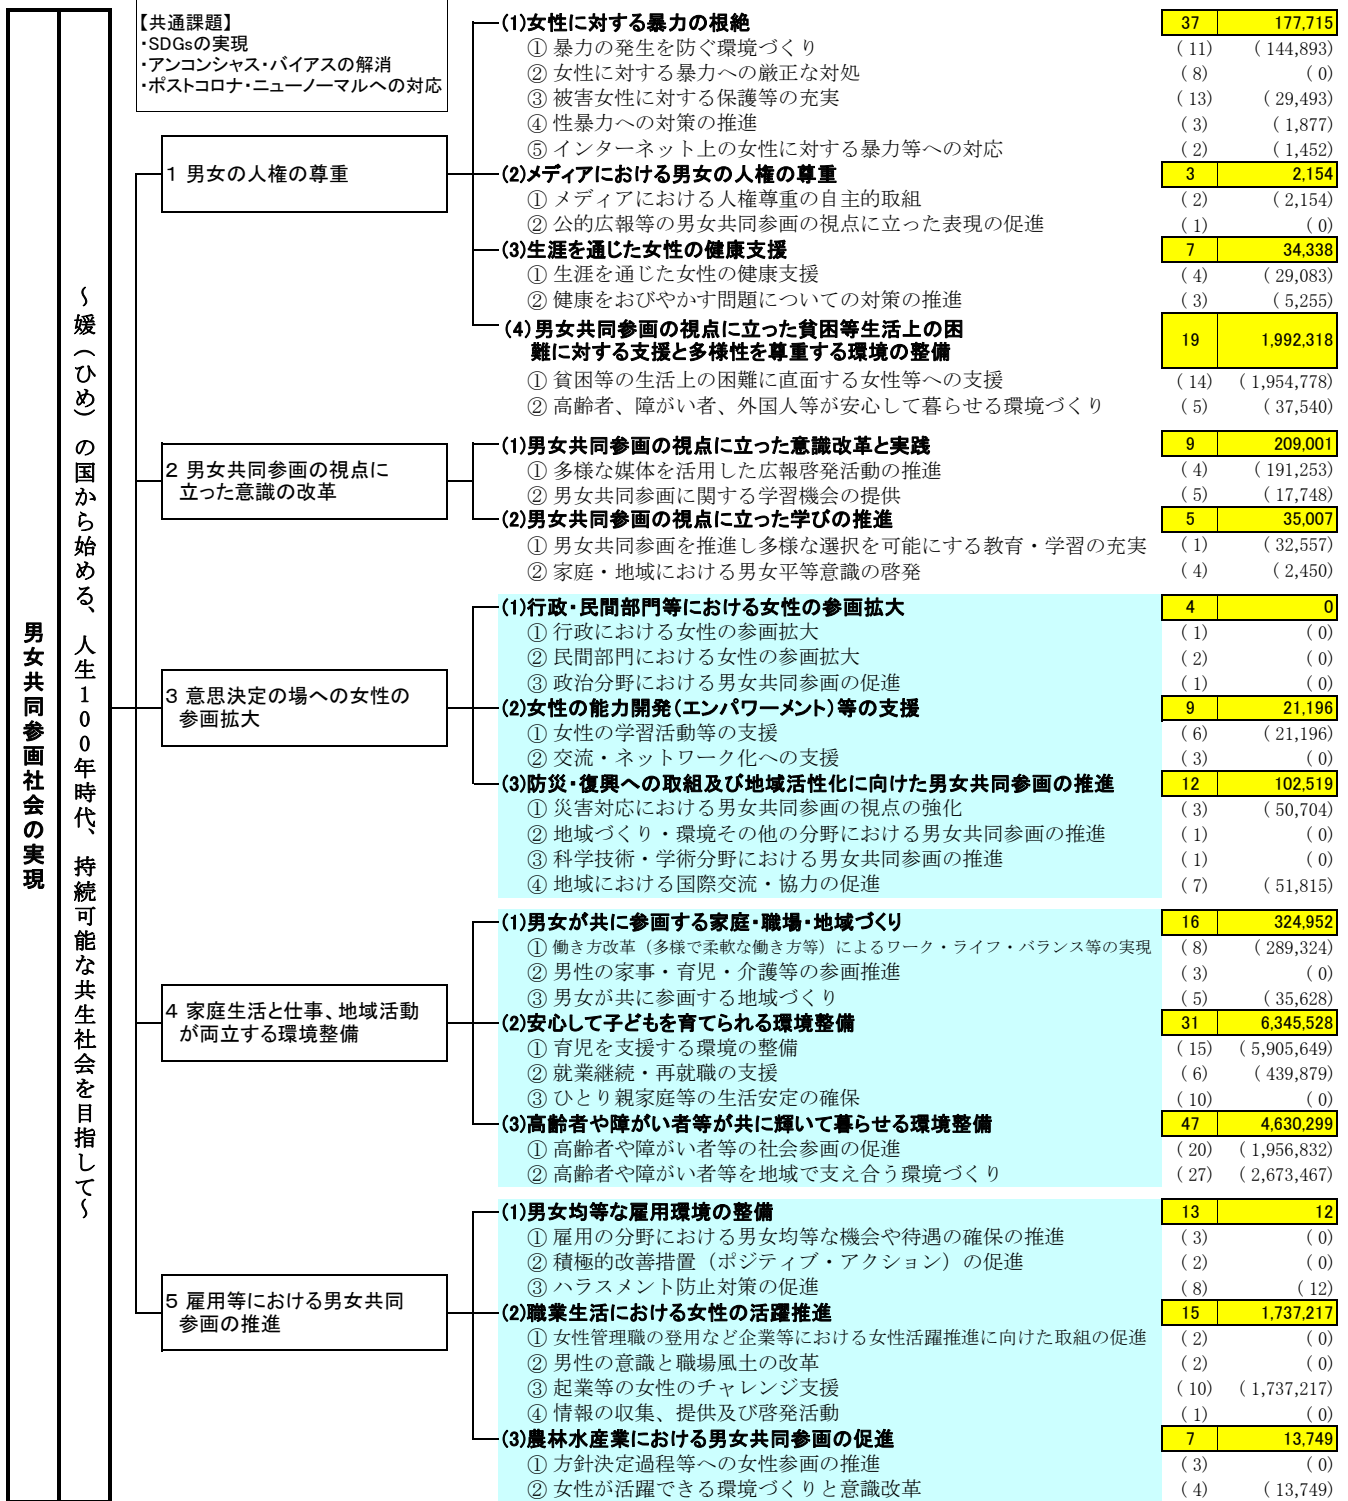 男女共同参画社会の実現
～媛（ひめ）の国から始める、人生１００年時代、持続可能な共生社会を目指して～
【共通課題】
・SDGsの実現
・アンコンシャス・バイアスの解消
・ポストコロナ・ニューノーマルへの対応
1 男女の人権の尊重
(1)女性に対する暴力の根絶 37 177,715
① 暴力の発生を防ぐ環境づくり ( 11) ( 144,893)
② 女性に対する暴力への厳正な対処 ( 8) ( 0)
③ 被害女性に対する保護等の充実 ( 13) ( 29,493)
④ 性暴力への対策の推進 ( 3) ( 1,877)
⑤ インターネット上の女性に対する暴力等への対応 ( 2) ( 1,452)
(2)メディアにおける男女の人権の尊重 3 2,154
① メディアにおける人権尊重の自主的取組 ( 2) ( 2,154)
② 公的広報等の男女共同参画の視点に立った表現の促進 ( 1) ( 0)
(3)生涯を通じた女性の健康支援 7 34,338
① 生涯を通じた女性の健康支援 ( 4) ( 29,083)
② 健康をおびやかす問題についての対策の推進 ( 3) ( 5,255)
(4)男女共同参画の視点に立った貧困等生活上の困
難に対する支援と多様性を尊重する環境の整備 19 1,992,318
① 貧困等の生活上の困難に直面する女性等への支援 ( 14) ( 1,954,778)
② 高齢者、障がい者、外国人等が安心して暮らせる環境づくり ( 5) ( 37,540)
2 男女共同参画の視点に
立った意識の改革
(1)男女共同参画の視点に立った意識改革と実践 9 209,001
① 多様な媒体を活用した広報啓発活動の推進 ( 4) ( 191,253)
② 男女共同参画に関する学習機会の提供 ( 5) ( 17,748)
(2)男女共同参画の視点に立った学びの推進 5 35,007
① 男女共同参画を推進し多様な選択を可能にする教育・学習の充実 ( 1) ( 32,557)
② 家庭・地域における男女平等意識の啓発 ( 4) ( 2,450)
3 意思決定の場への女性の
参画拡大
(1)行政・民間部門等における女性の参画拡大 4 0
① 行政における女性の参画拡大 ( 1) ( 0)
② 民間部門における女性の参画拡大 ( 2) ( 0)
③ 政治分野における男女共同参画の促進 ( 1) ( 0)
(2)女性の能力開発（エンパワーメント）等の支援 9 21,196
① 女性の学習活動等の支援 ( 6) ( 21,196)
② 交流・ネットワーク化への支援 ( 3) ( 0)
(3)防災・復興への取組及び地域活性化に向けた男女共同参画の推進 12 102,519
① 災害対応における男女共同参画の視点の強化 ( 3) ( 50,704)
② 地域づくり・環境その他の分野における男女共同参画の推進 ( 1) ( 0)
③ 科学技術・学術分野における男女共同参画の推進 ( 1) ( 0)
④ 地域における国際交流・協力の促進 ( 7) ( 51,815)
4 家庭生活と仕事、地域活動
が両立する環境整備
(1)男女が共に参画する家庭・職場・地域づくり 16 324,952
① 働き方改革（多様で柔軟な働き方等）によるワーク・ライフ・バランス等の実現 ( 8) ( 289,324)
② 男性の家事・育児・介護等の参画推進 ( 3) ( 0)
③ 男女が共に参画する地域づくり ( 5) ( 35,628)
(2)安心して子どもを育てられる環境整備 31 6,345,528
① 育児を支援する環境の整備 ( 15) ( 5,905,649)
② 就業継続・再就職の支援 ( 6) ( 439,879)
③ ひとり親家庭等の生活安定の確保 ( 10) ( 0)
(3)高齢者や障がい者等が共に輝いて暮らせる環境整備 47 4,630,299
① 高齢者や障がい者等の社会参画の促進 ( 20) ( 1,956,832)
② 高齢者や障がい者等を地域で支え合う環境づくり ( 27) ( 2,673,467)
5 雇用等における男女共同
参画の推進
(1)男女均等な雇用環境の整備 13 12
① 雇用の分野における男女均等な機会や待遇の確保の推進 ( 3) ( 0)
② 積極的改善措置（ポジティブ・アクション）の促進 ( 2) ( 0)
③ ハラスメント防止対策の促進 ( 8) ( 12)
(2)職業生活における女性の活躍推進 15 1,737,217
① 女性管理職の登用など企業等における女性活躍推進に向けた取組の促進 ( 2) ( 0)
② 男性の意識と職場風土の改革 ( 2) ( 0)
③ 起業等の女性のチャレンジ支援 ( 10) ( 1,737,217)
④ 情報の収集、提供及び啓発活動 ( 1) ( 0)
(3)農林水産業における男女共同参画の促進 7 13,749
① 方針決定過程等への女性参画の推進 ( 3) ( 0)
② 女性が活躍できる環境づくりと意識改革 ( 4) ( 13,749)